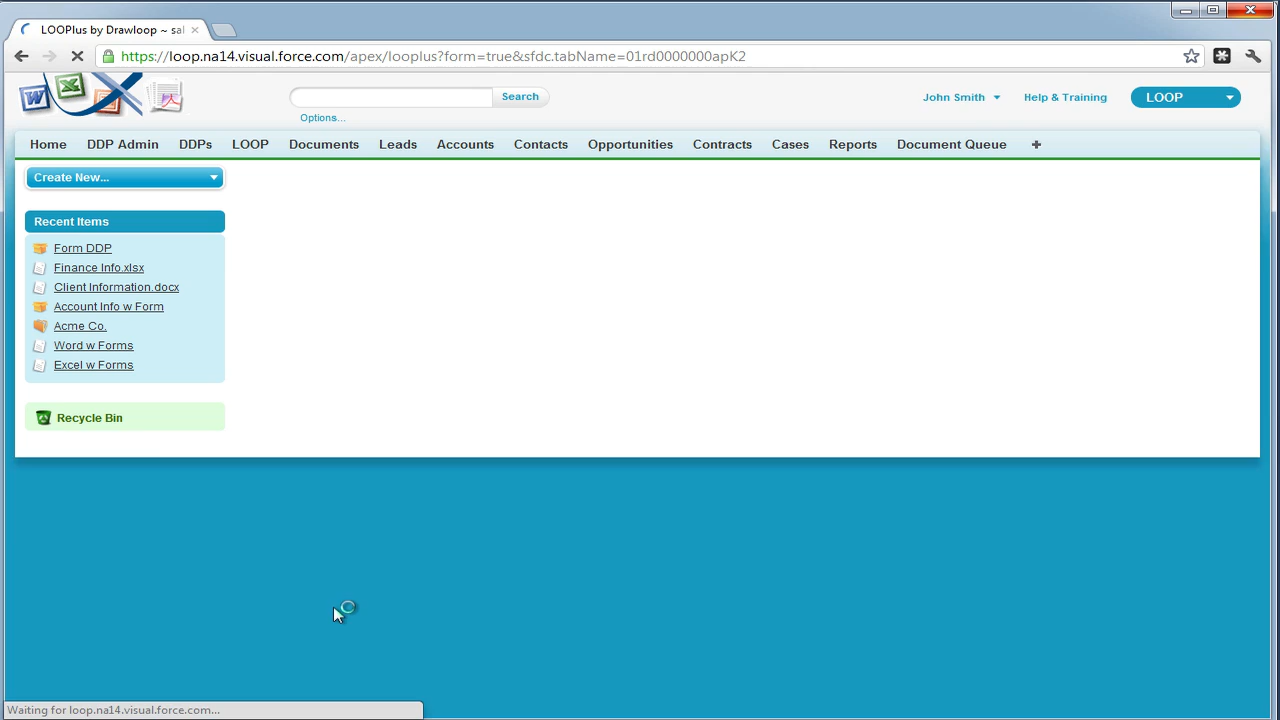 LOOPlus by Drawloop ~ sal
https://loop.na14.visual.force.com/apex/looplus?form=true&sfdc.tabName=01rd0000000apK2
Search
Options...
John Smith
Help & Training
LOOP
Home DDP Admin DDPs LOOP Documents Leads Accounts Contacts Opportunities Contracts Cases Reports Document Queue +
Create New...
Recent Items
Form DDP
Finance Info.xlsx
Client Information.docx
Account Info w Form
Acme Co.
Word w Forms
Excel w Forms
Recycle Bin
Waiting for loop.na14.visual.force.com...